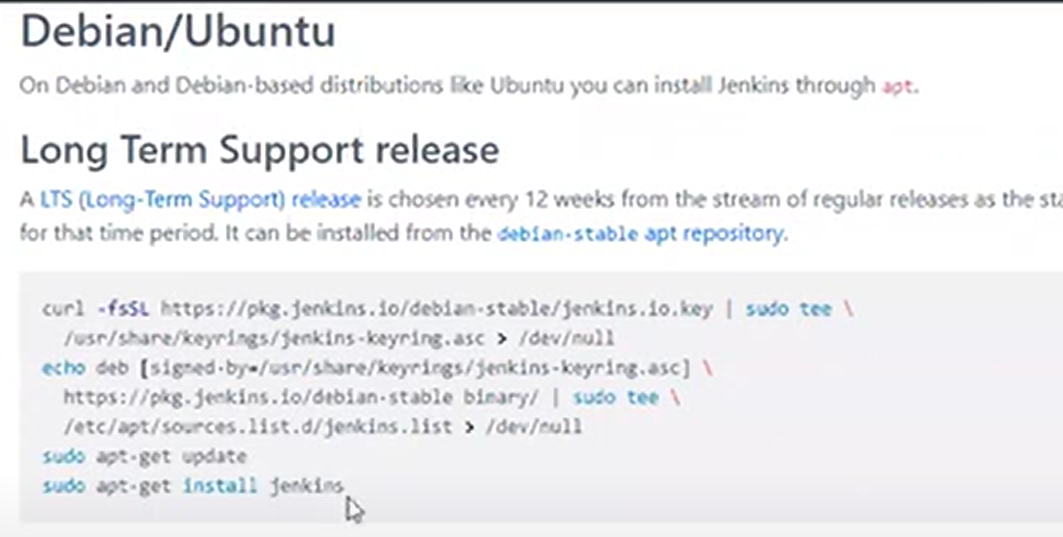 Debian/Ubuntu
On Debian and Debian-based distributions like Ubuntu you can install Jenkins through apt.
Long Term Support release
A LTS (Long-Term Support) release is chosen every 12 weeks from the stream of regular releases as the
for that time period. It can be installed from the debian-stable apt repository.
curl -fsSL https://pkg.jenkins.io/debian-stable/jenkins.io.key | sudo tee \
/usr/share/keyrings/jenkins-keyring.asc > /dev/null
echo deb [signed-by=/usr/share/keyrings/jenkins-keyring.asc] \
https://pkg.jenkins.io/debian-stable binary/ | sudo tee \
/etc/apt/sources.list.d/jenkins.list > /dev/null
sudo apt-get update
sudo apt-get install jenkins